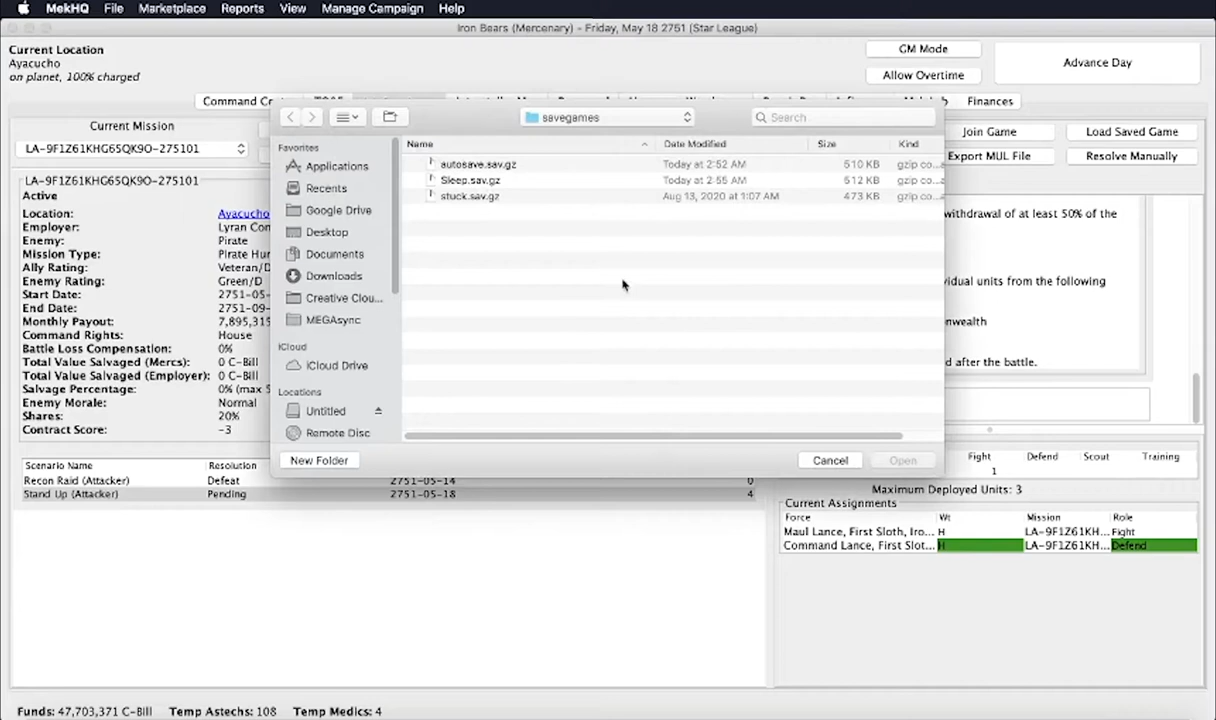 MekHQ File Marketplace Reports View Manage Campaign Help
Iron Bears (Mercenary) - Friday, May 18 2751 (Star League)
Current Location
Ayacucho
on planet, 100% charged
GM Mode
Allow Overtime
Advance Day
Finances
Current Mission
LA-9F1Z61KHG65QK9O-275101
Join Game
Load Saved Game
Export MUL File
Resolve Manually
savegames
Search
Favorites
Applications
Recents
Google Drive
Desktop
Documents
Downloads
Creative Clou...
MEGAsync
iCloud
iCloud Drive
Locations
Untitled
Remote Disc
Name Date Modified Size Kind
autosave.sav.gz Today at 2:52 AM 510 KB gzip co...
Sleep.sav.gz Today at 2:55 AM 512 KB gzip co...
stuck.sav.gz Aug 13, 2020 at 1:07 AM 473 KB gzip co...
New Folder
Cancel
Open
LA-9F1Z61KHG65QK9O-275101
Active
Location: Ayacucho
Employer: Lyran Con
Enemy: Pirate
Mission Type: Pirate Hu
Ally Rating: Veteran/D
Enemy Rating: Green/D
Start Date: 2751-05-
End Date: 2751-09-
Monthly Payout: 7,895,315
Command Rights: House
Battle Loss Compensation: 0%
Total Value Salvaged (Mercs): 0 C-Bill
Total Value Salvaged (Employer): 0 C-Bill
Salvage Percentage: 0% (max 5
Enemy Morale: Normal
Shares: 20%
Contract Score: -3
withdrawal of at least 50% of the
vidual units from the following
nwealth
d after the battle.
Scenario Name Resolution
Recon Raid (Attacker) Defeat 2751-05-14 0
Stand Up (Attacker) Pending 2751-05-18 4
Fight Defend Scout Training
1
Maximum Deployed Units: 3
Current Assignments
Force Wt Mission Role
Maul Lance, First Sloth, Iro... H LA-9F1Z61KH... Fight
Command Lance, First Slot... H LA-9F1Z61KH... Defend
Funds: 47,703,371 C-Bill Temp Astechs: 108 Temp Medics: 4